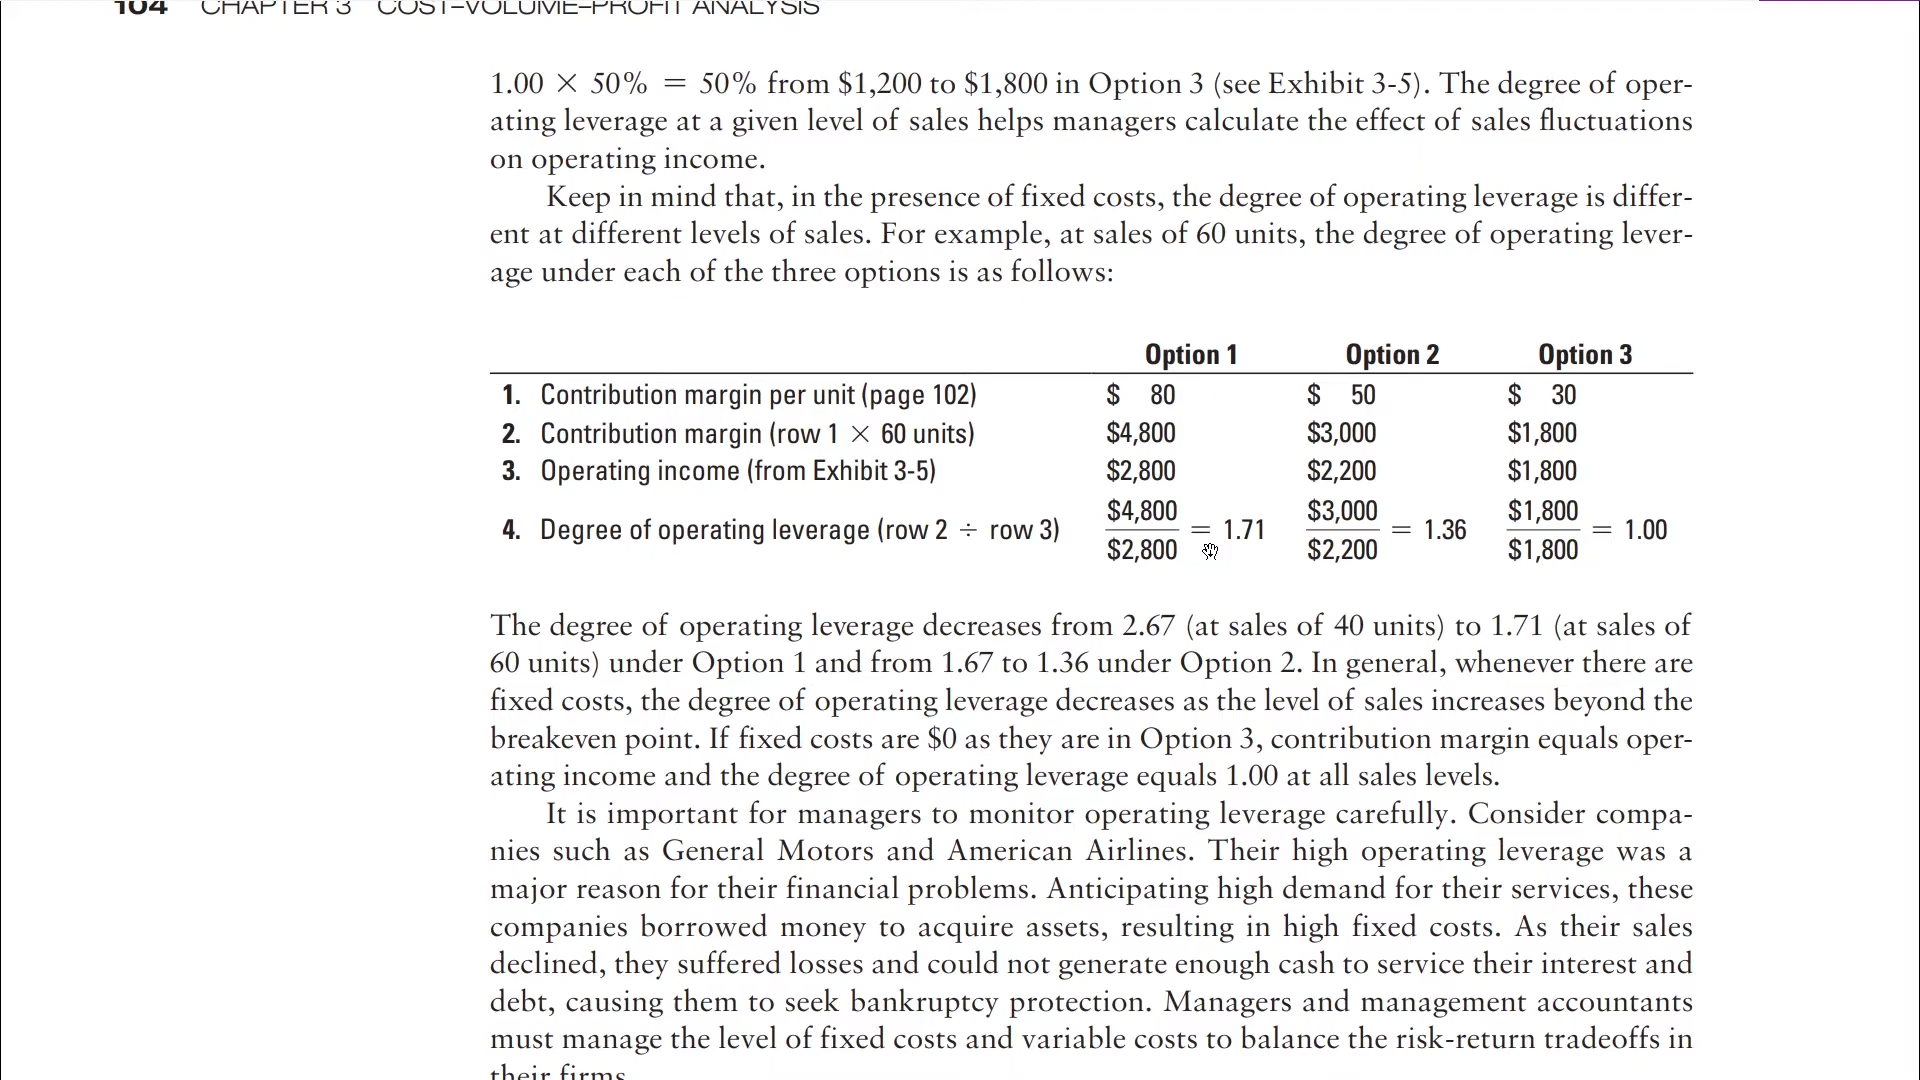 104 CHAPTER 3 COST–VOLUME–PROFIT ANALYSIS
1.00 × 50% = 50% from $1,200 to $1,800 in Option 3 (see Exhibit 3-5). The degree of oper-
ating leverage at a given level of sales helps managers calculate the effect of sales fluctuations
on operating income.
Keep in mind that, in the presence of fixed costs, the degree of operating leverage is differ-
ent at different levels of sales. For example, at sales of 60 units, the degree of operating lever-
age under each of the three options is as follows:
Option 1 Option 2 Option 3
1. Contribution margin per unit (page 102) $ 80 $ 50 $ 30
2. Contribution margin (row 1 × 60 units) $4,800 $3,000 $1,800
3. Operating income (from Exhibit 3-5) $2,800 $2,200 $1,800
$4,800 $3,000 $1,800
4. Degree of operating leverage (row 2 ÷ row 3) = 1.71 = 1.36 = 1.00
$2,800 $2,200 $1,800
The degree of operating leverage decreases from 2.67 (at sales of 40 units) to 1.71 (at sales of
60 units) under Option 1 and from 1.67 to 1.36 under Option 2. In general, whenever there are
fixed costs, the degree of operating leverage decreases as the level of sales increases beyond the
breakeven point. If fixed costs are $0 as they are in Option 3, contribution margin equals oper-
ating income and the degree of operating leverage equals 1.00 at all sales levels.
It is important for managers to monitor operating leverage carefully. Consider compa-
nies such as General Motors and American Airlines. Their high operating leverage was a
major reason for their financial problems. Anticipating high demand for their services, these
companies borrowed money to acquire assets, resulting in high fixed costs. As their sales
declined, they suffered losses and could not generate enough cash to service their interest and
debt, causing them to seek bankruptcy protection. Managers and management accountants
must manage the level of fixed costs and variable costs to balance the risk-return tradeoffs in
their firms.